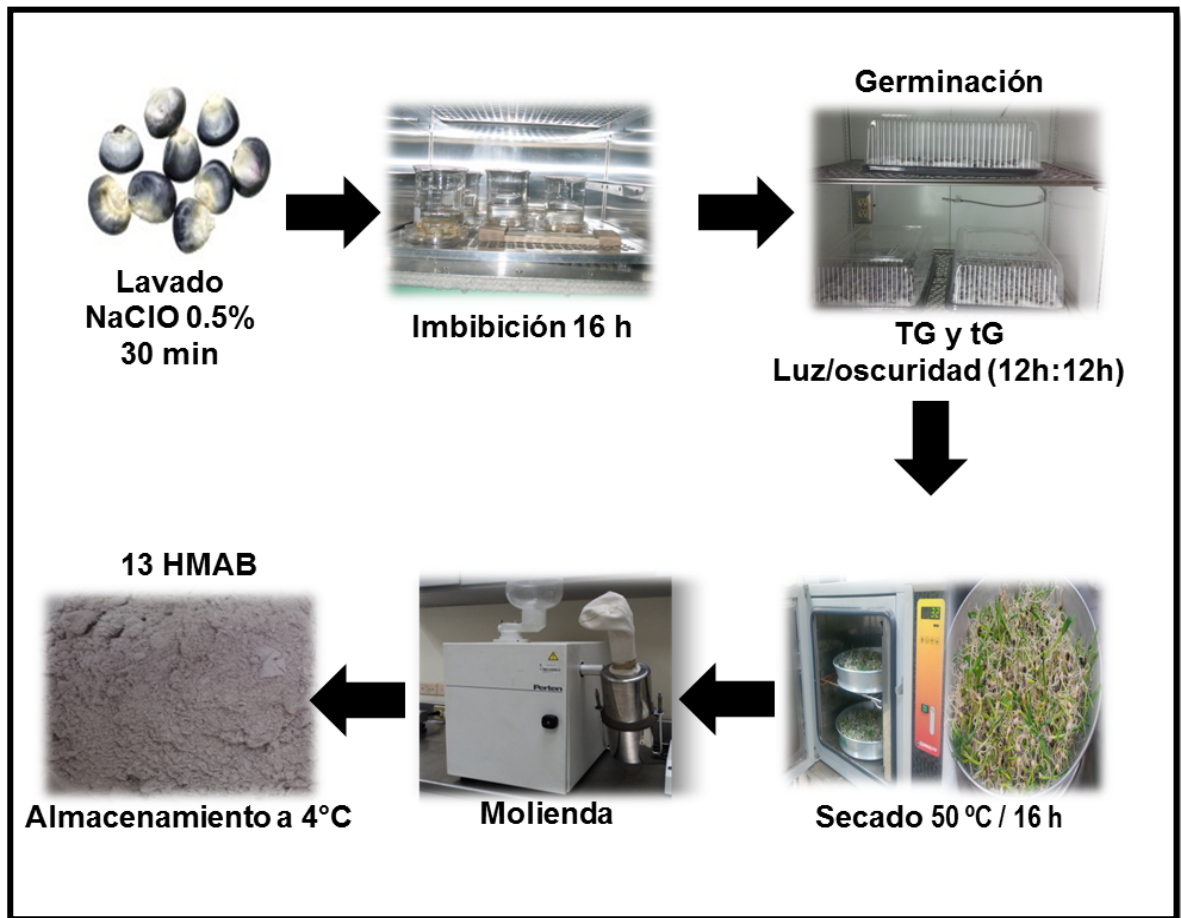 Germinación
Lavado
NaClO 0.5%
30 min
Imbibición 16 h
TG y tG
Luz/oscuridad (12h:12h)
13 HMAB
Perten
Almacenamiento a 4°C
Molienda
Secado 50 ºC / 16 h